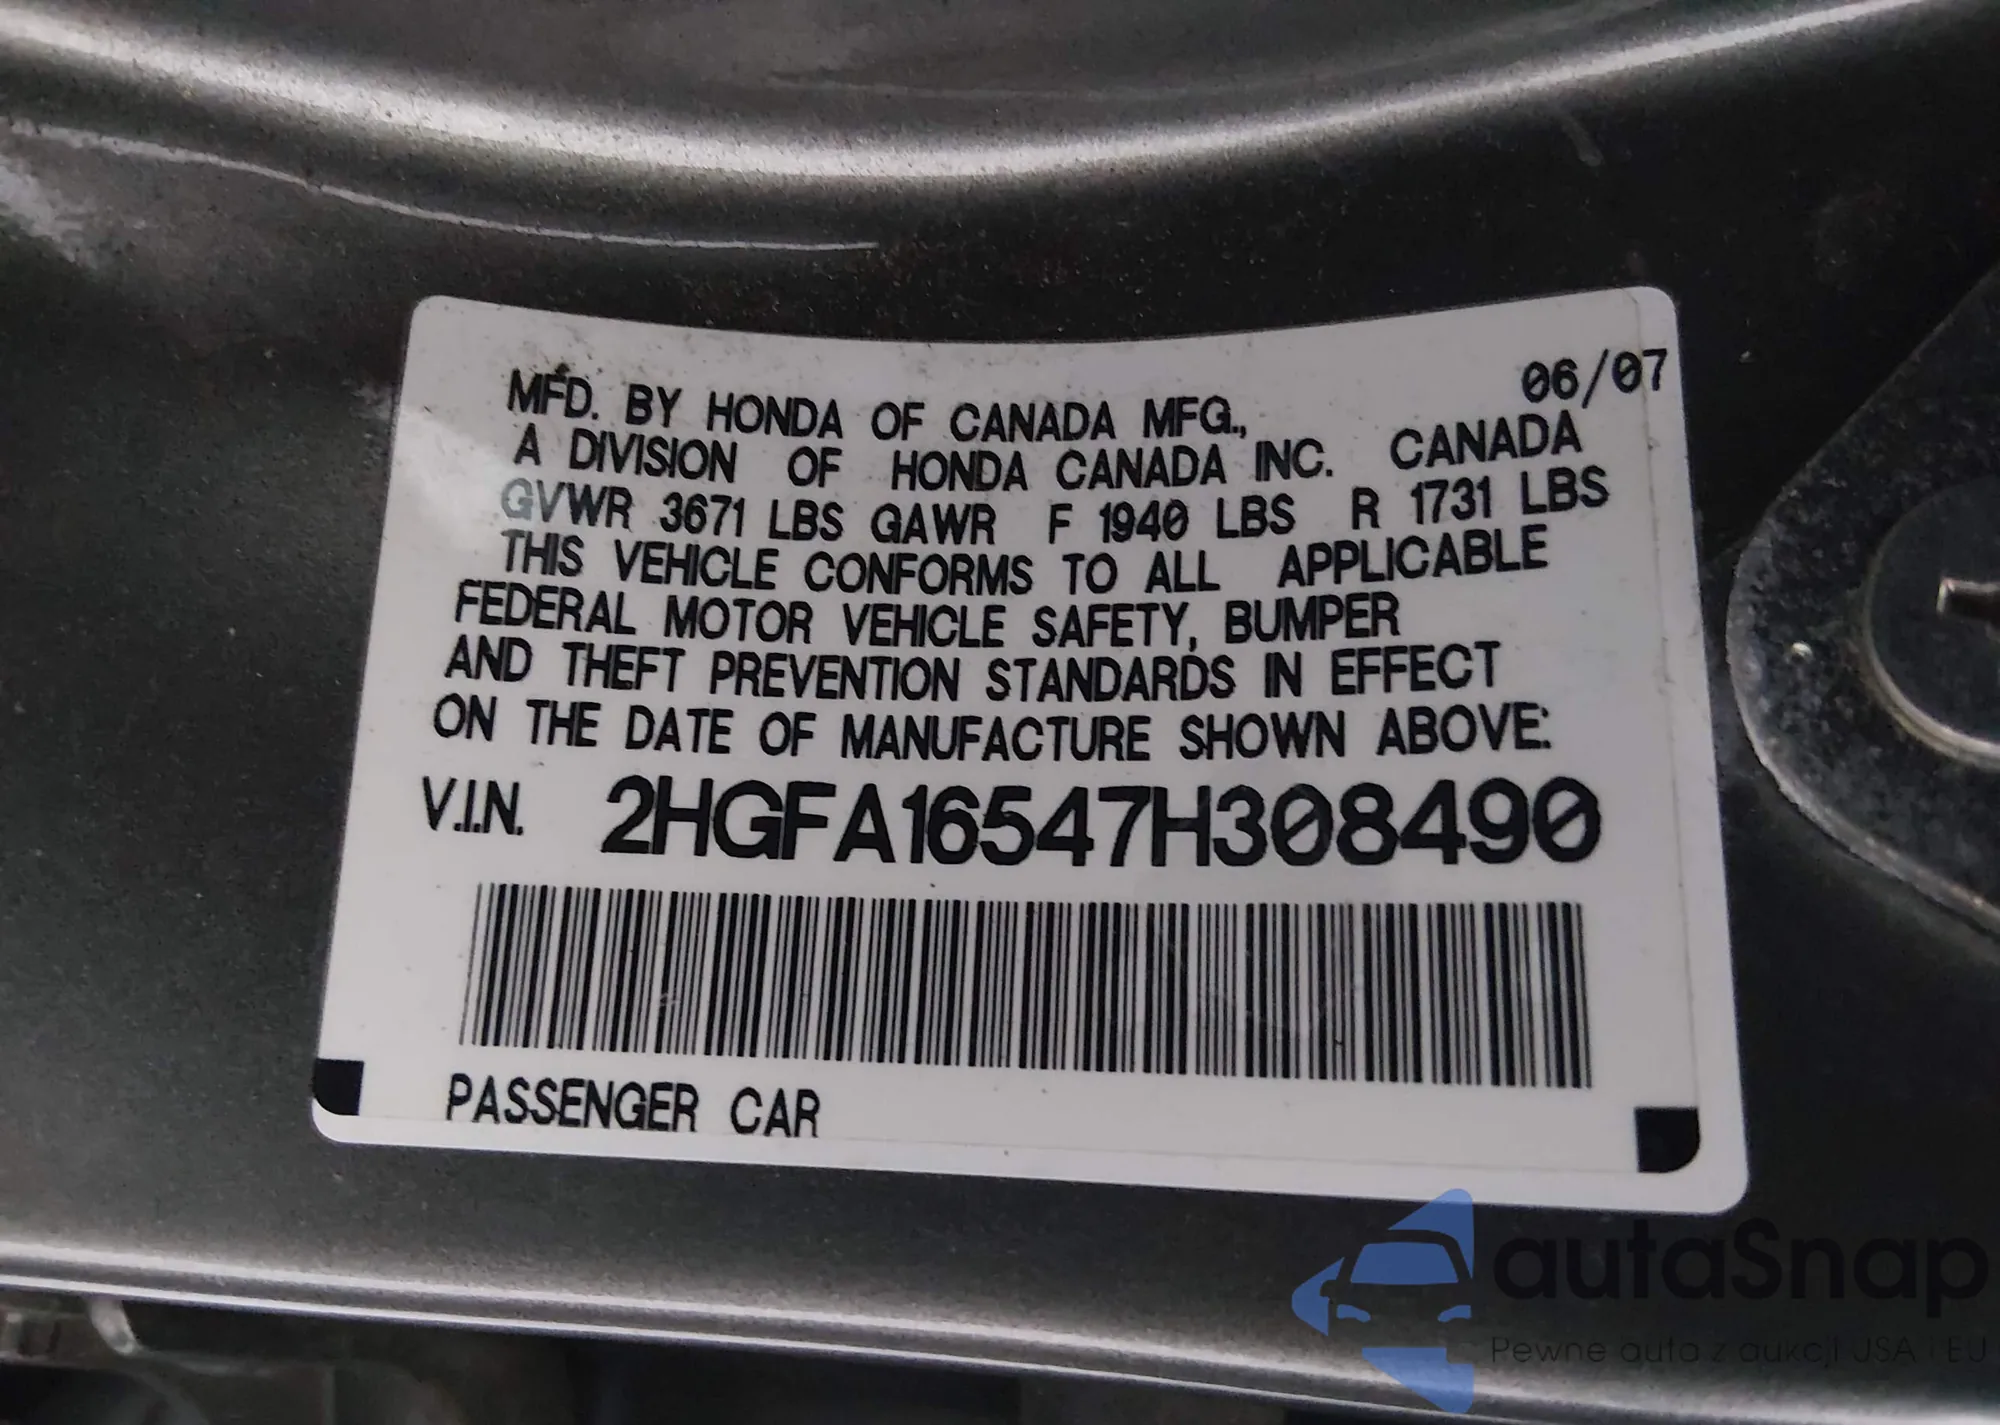 06/07
MFD. BY HONDA OF CANADA MFG.,
A DIVISION OF HONDA CANADA INC. CANADA
GVWR 3671 LBS GAWR F 1940 LBS R 1731 LBS
THIS VEHICLE CONFORMS TO ALL APPLICABLE
FEDERAL MOTOR VEHICLE SAFETY, BUMPER
AND THEFT PREVENTION STANDARDS IN EFFECT
ON THE DATE OF MANUFACTURE SHOWN ABOVE:
V.I.N. 2HGFA16547H308490
PASSENGER CAR
autaSnap
Pewne auta z aukcji USA i EU